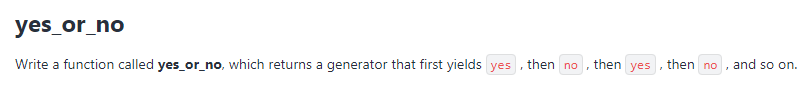 yes_or_no
Write a function called yes_or_no, which returns a generator that first yields yes , then no , then yes , then no , and so on.